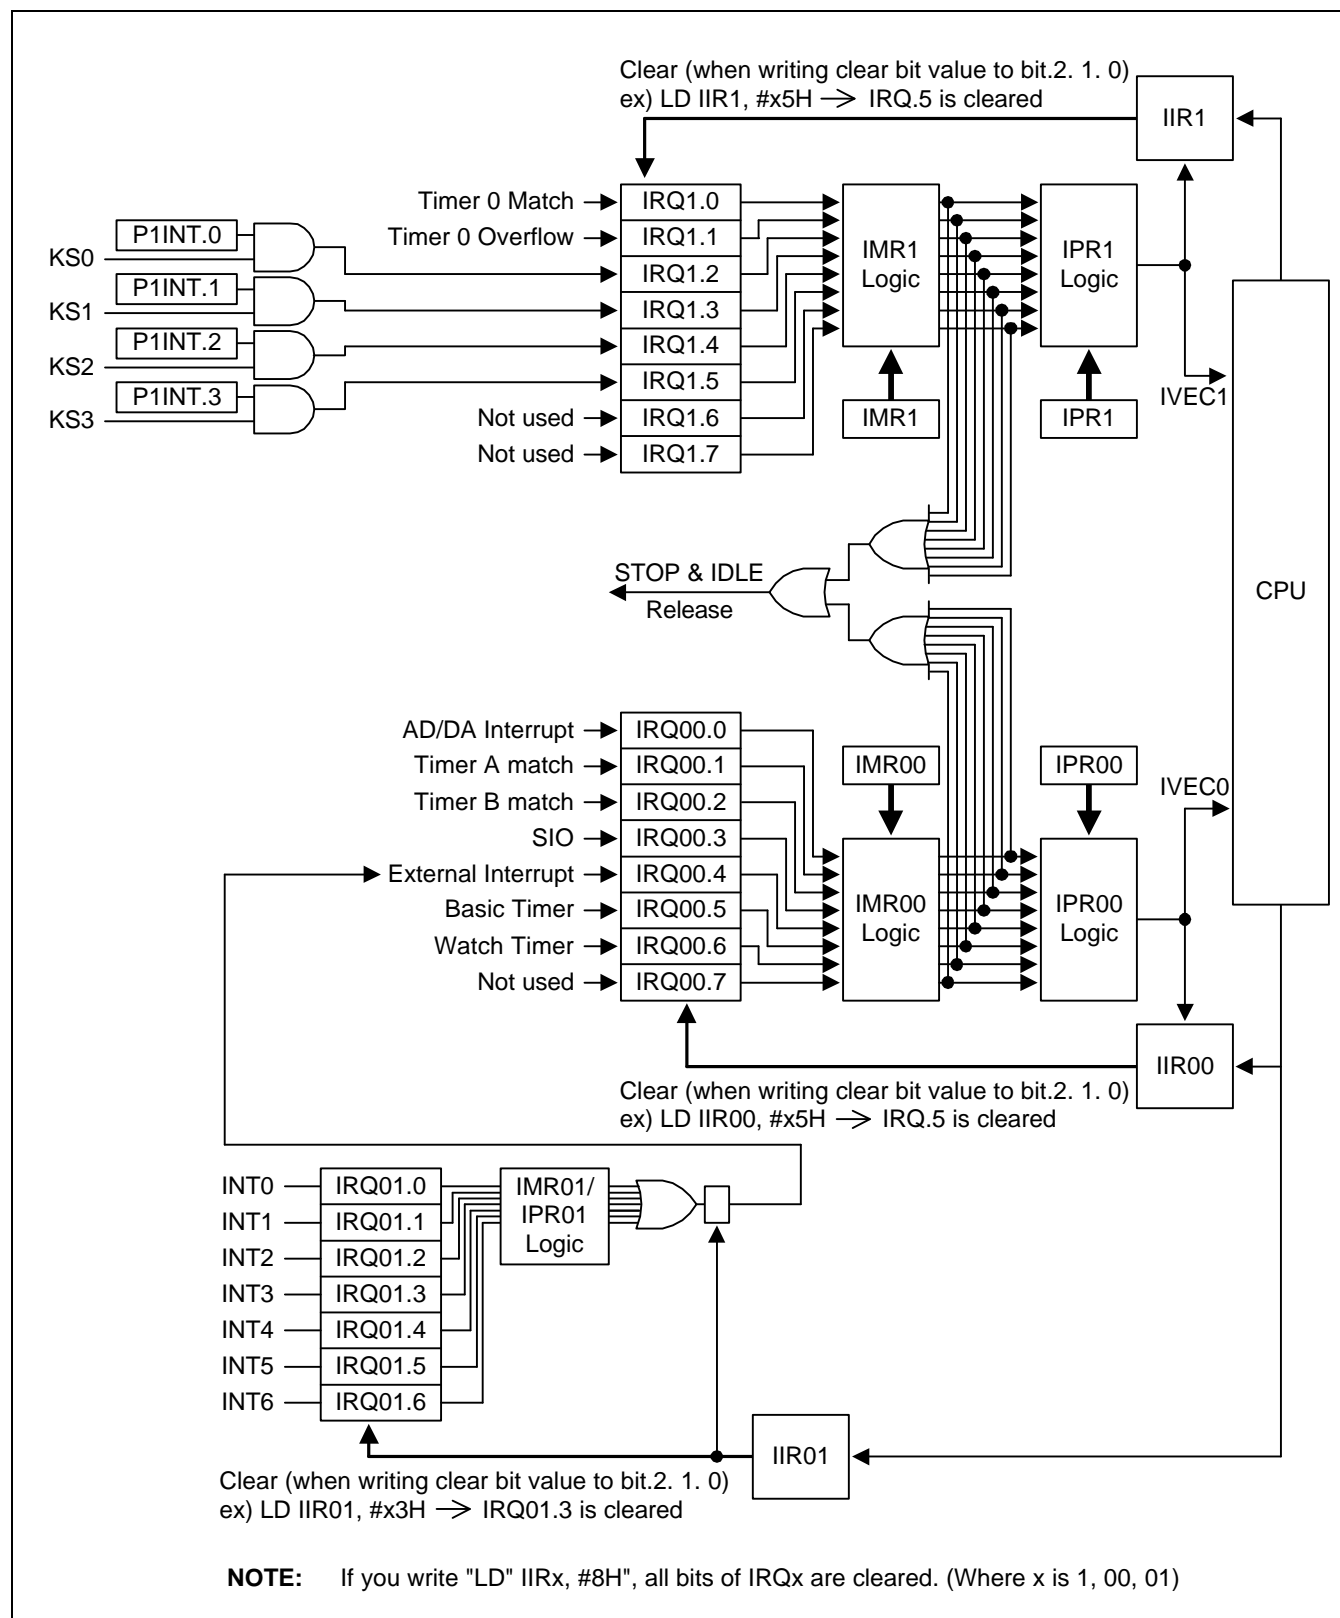 Clear (when writing clear bit value to bit.2. 1. 0)
ex) LD IIR1, #x5H → IRQ.5 is cleared
IIR1
Timer 0 Match
IRQ1.0
Timer 0 Overflow
IRQ1.1
IRQ1.2
IRQ1.3
IRQ1.4
IRQ1.5
Not used
IRQ1.6
Not used
IRQ1.7
P1INT.0
KS0
P1INT.1
KS1
P1INT.2
KS2
P1INT.3
KS3
IMR1
Logic
IPR1
Logic
IMR1
IPR1
IVEC1
CPU
STOP & IDLE
Release
AD/DA Interrupt
IRQ00.0
Timer A match
IRQ00.1
Timer B match
IRQ00.2
SIO
IRQ00.3
External Interrupt
IRQ00.4
Basic Timer
IRQ00.5
Watch Timer
IRQ00.6
Not used
IRQ00.7
IMR00
IPR00
IVEC0
IMR00
Logic
IPR00
Logic
IIR00
Clear (when writing clear bit value to bit.2. 1. 0)
ex) LD IIR00, #x5H → IRQ.5 is cleared
INT0
IRQ01.0
INT1
IRQ01.1
INT2
IRQ01.2
INT3
IRQ01.3
INT4
IRQ01.4
INT5
IRQ01.5
INT6
IRQ01.6
IMR01/
IPR01
Logic
IIR01
Clear (when writing clear bit value to bit.2. 1. 0)
ex) LD IIR01, #x3H → IRQ01.3 is cleared
NOTE: If you write "LD" IIRx, #8H", all bits of IRQx are cleared. (Where x is 1, 00, 01)